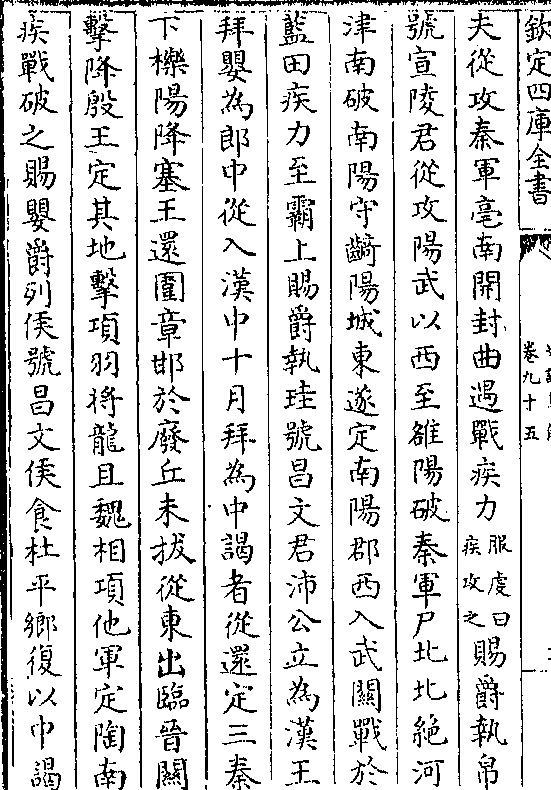 欽定四庫全書
卷九十五
夫從攻秦軍亳南開封曲遇戰疾力服虔曰疾攻之賜爵執帛
號宣陵君從攻陽武以西至雒陽破秦軍尸北北絶河
津南破南陽守齮陽城東遂定南陽郡西入武關戰於
藍田疾力至霸上賜爵執珪號昌文君沛公立為漢王
拜嬰為郎中從入漢中十月拜為中謁者從還定三秦
下櫟陽降塞王還圍章邯於廢丘未拔從東出臨晉關
擊降殷王定其地擊項羽将龍且魏相項他軍定陶南
疾戰破之賜嬰爵列侯號昌文侯食杜平鄉復以中謁